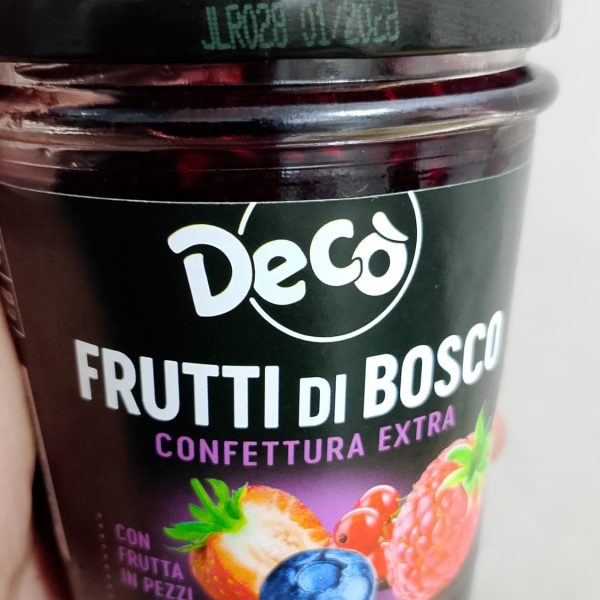 JLR028 01/2023
Decò
FRUTTI DI BOSCO
CONFETTURA EXTRA
CON
FRUTTA
IN PEZZI